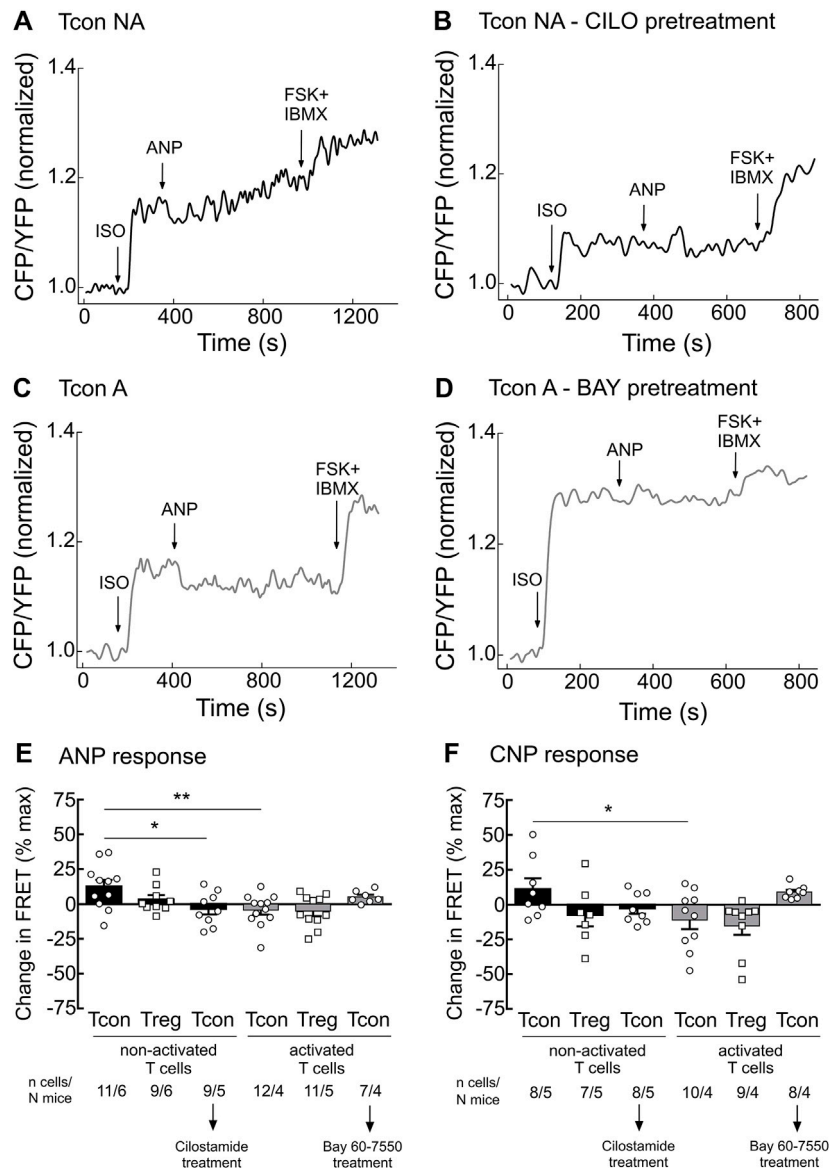 A Tcon NA
CFP/YFP (normalized)
1.4
1.2
1.0
ISO
ANP
FSK+
IBMX
0 400 800 1200
Time (s)
B Tcon NA - CILO pretreatment
CFP/YFP (normalized)
1.4
1.2
1.0
ISO
ANP
FSK+
IBMX
0 200 400 600 800
Time (s)
C Tcon A
CFP/YFP (normalized)
1.4
1.2
1.0
ISO
ANP
FSK+
IBMX
0 400 800 1200
Time (s)
D Tcon A - BAY pretreatment
CFP/YFP (normalized)
1.4
1.2
1.0
ISO
ANP
FSK+
IBMX
0 200 400 600 800
Time (s)
E ANP response
Change in FRET (% max)
75
50
25
0
-25
-50
-75
**
*
Tcon Treg Tcon Tcon Treg Tcon
non-activated
T cells
activated
T cells
n cells/
N mice
11/6 9/6 9/5 12/4 11/5 7/4
Cilostamide
treatment
Bay 60-7550
treatment
F CNP response
Change in FRET (% max)
75
50
25
0
-25
-50
-75
*
Tcon Treg Tcon Tcon Treg Tcon
non-activated
T cells
activated
T cells
n cells/
N mice
8/5 7/5 8/5 10/4 9/4 8/4
Cilostamide
treatment
Bay 60-7550
treatment